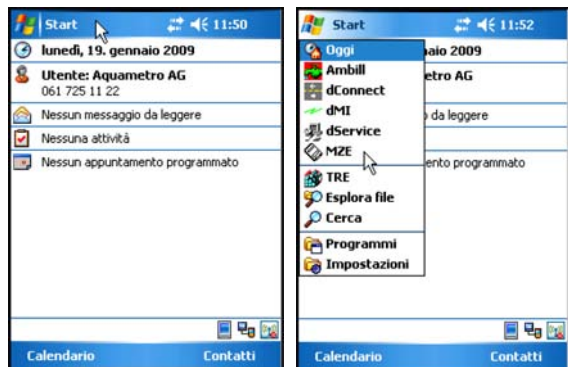 Start 11:50
lunedì, 19. gennaio 2009
Utente: Aquametro AG
061 725 11 22
Nessun messaggio da leggere
Nessuna attività
Nessun appuntamento programmato
Calendario Contatti
Start 11:52
Oggi
naio 2009
Ambill
etro AG
dConnect
dMI
o da leggere
dService
MZE
ento programmato
TRE
Esplora file
Cerca
Programmi
Impostazioni
Calendario Contatti